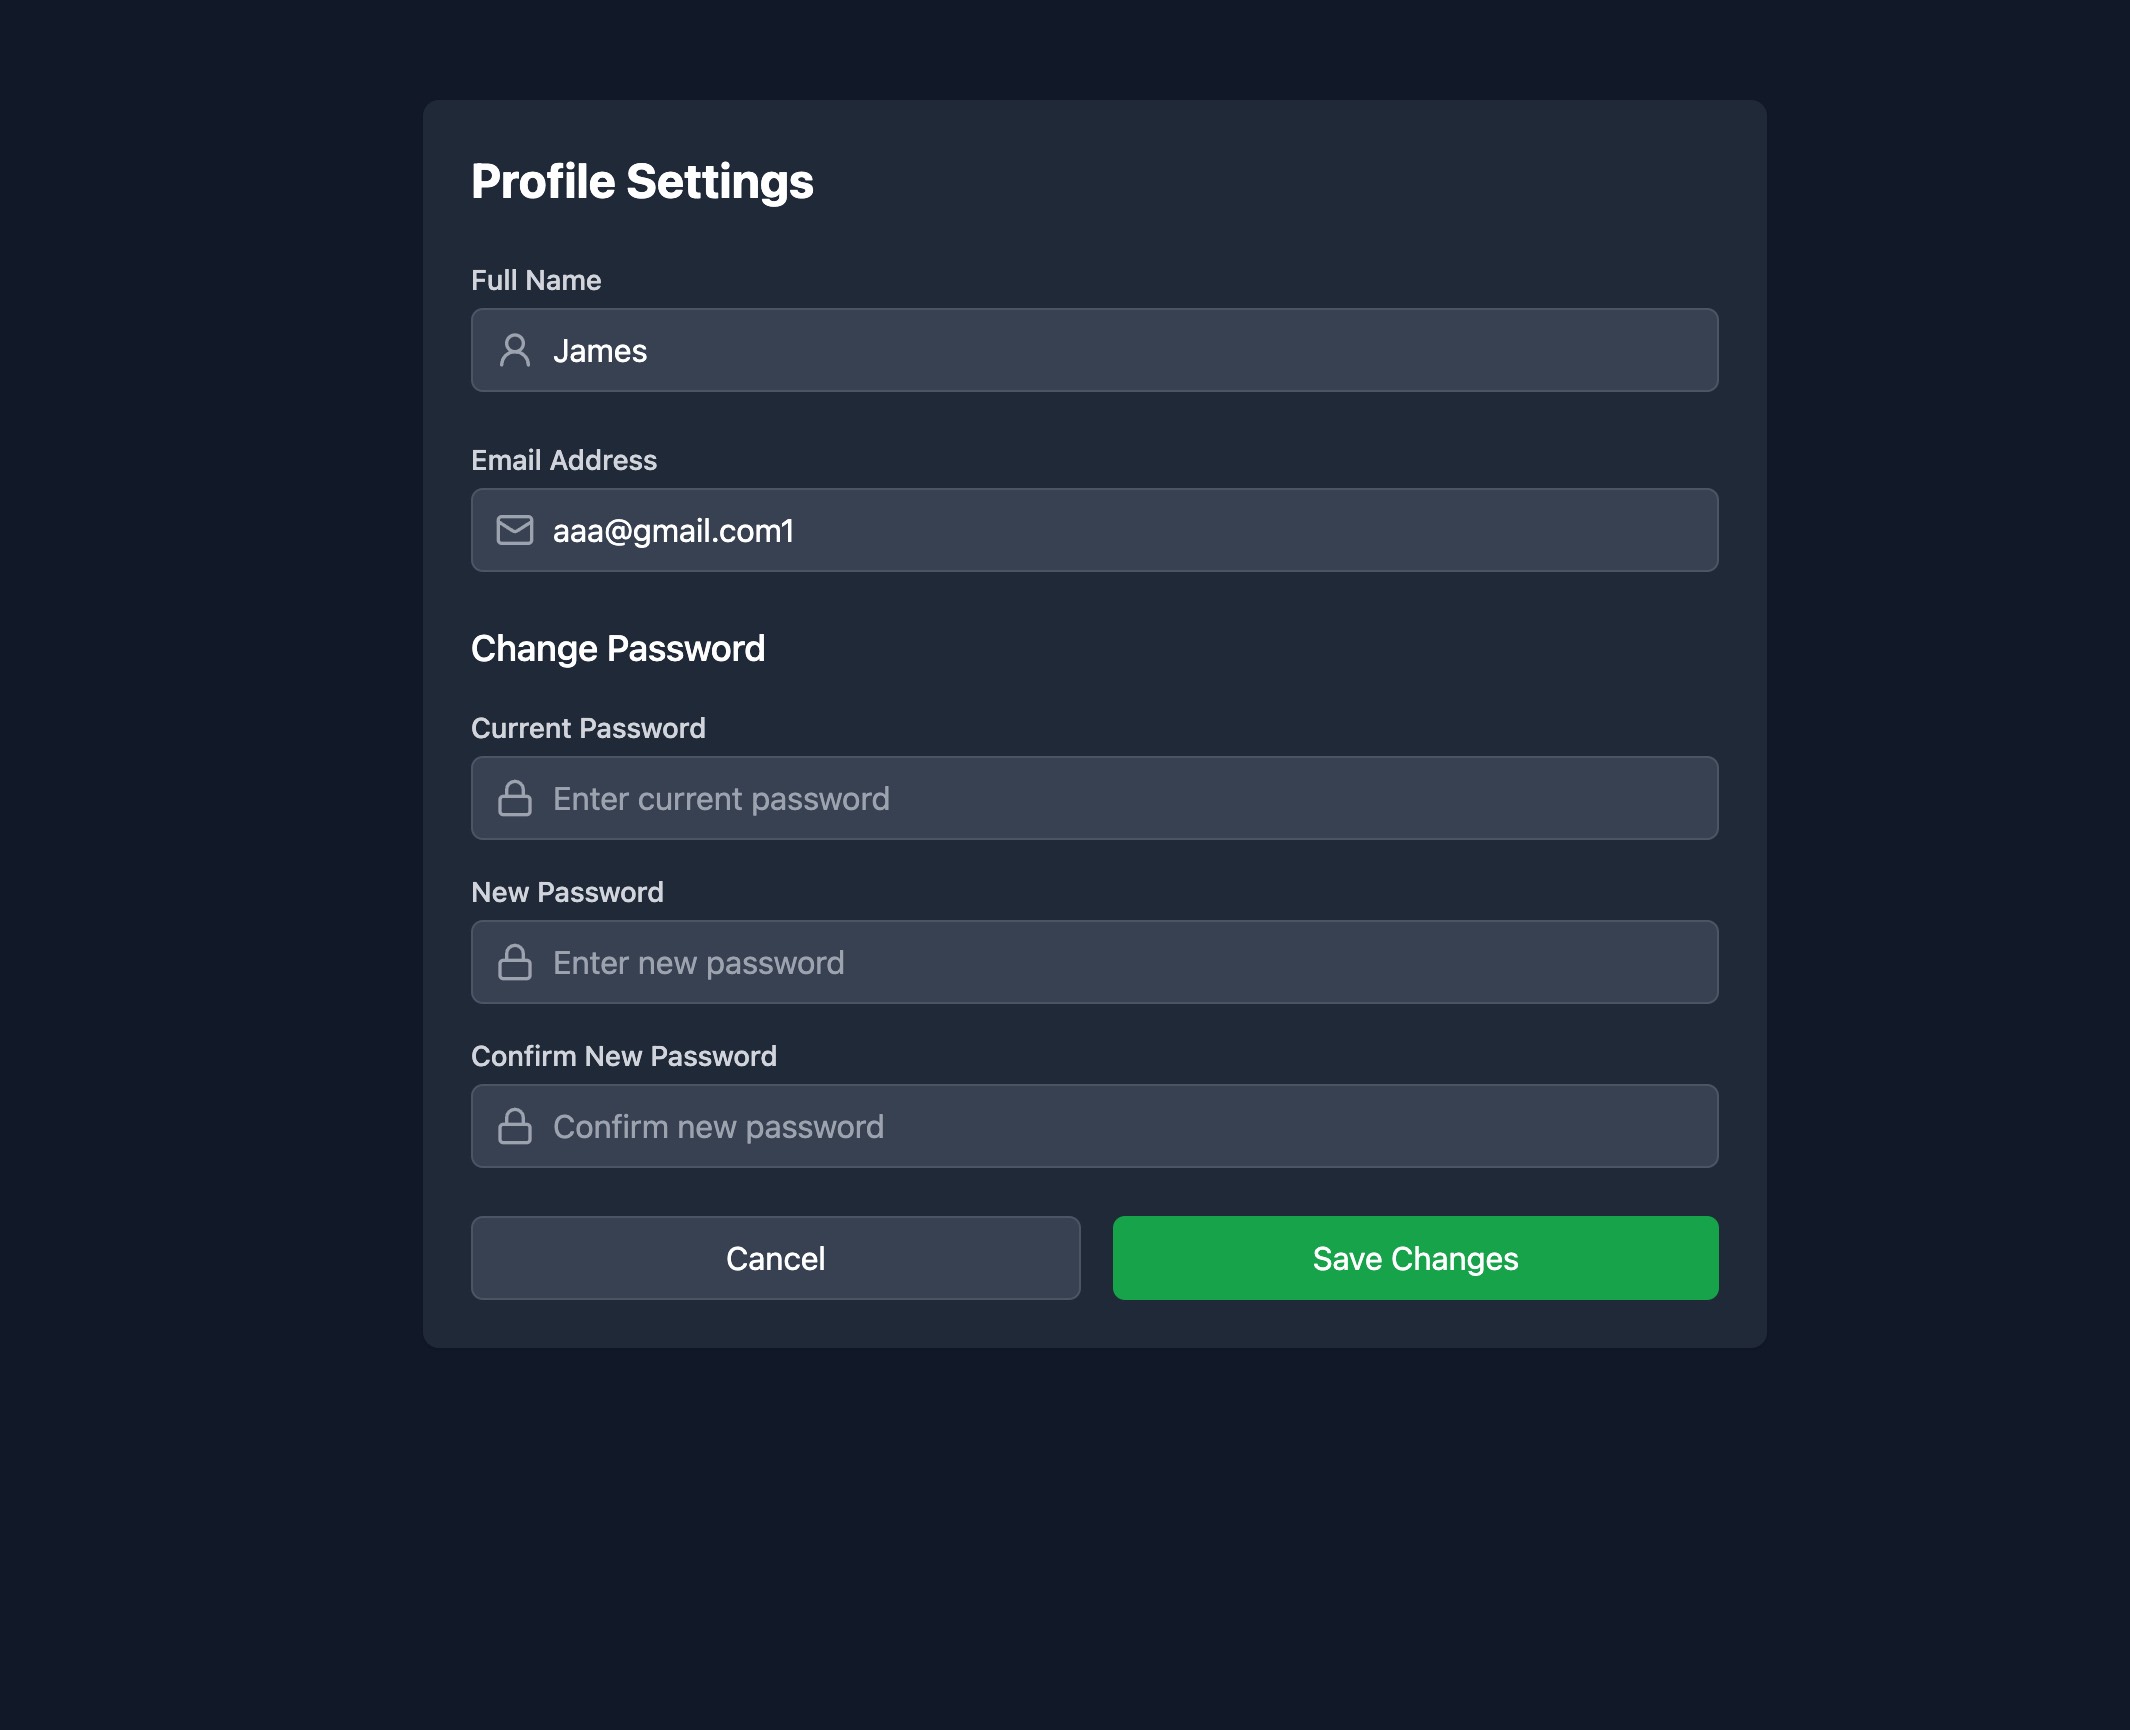 Profile Settings
Full Name
James
Email Address
aaa@gmail.com1
Change Password
Current Password
Enter current password
New Password
Enter new password
Confirm New Password
Confirm new password
Cancel
Save Changes